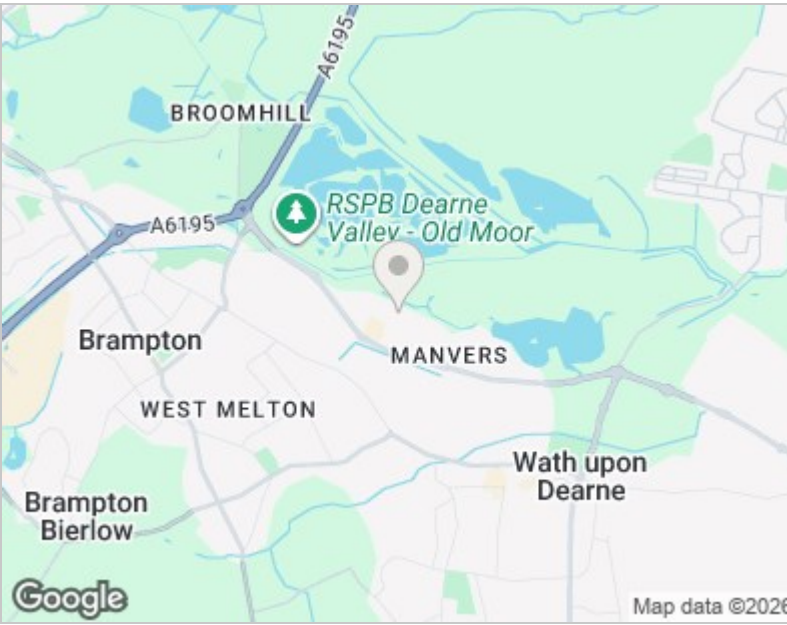 A6195
BROOMHILL
RSPB Dearne
Valley - Old Moor
A6195
Brampton
MANVERS
WEST MELTON
Wath upon
Dearne
Brampton
Bierlow
Google
Map data ©2026